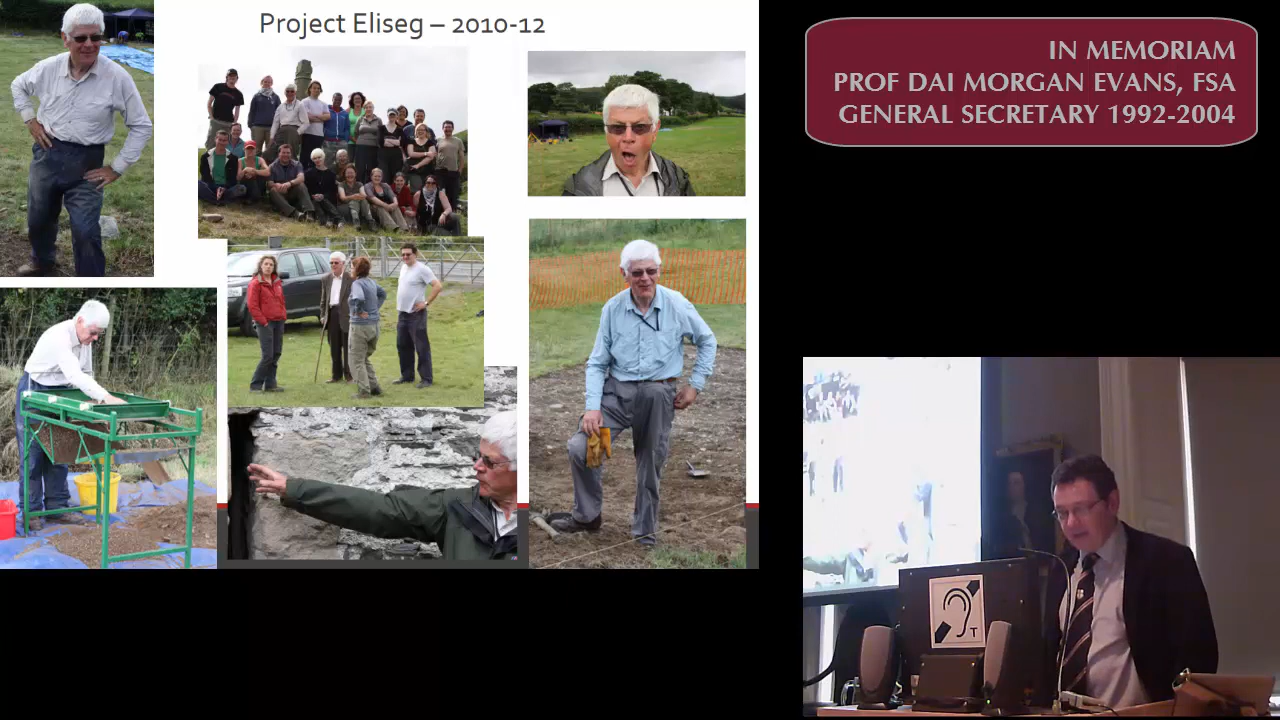 Project Eliseg – 2010-12
IN MEMORIAM
PROF DAI MORGAN EVANS, FSA
GENERAL SECRETARY 1992-2004
T